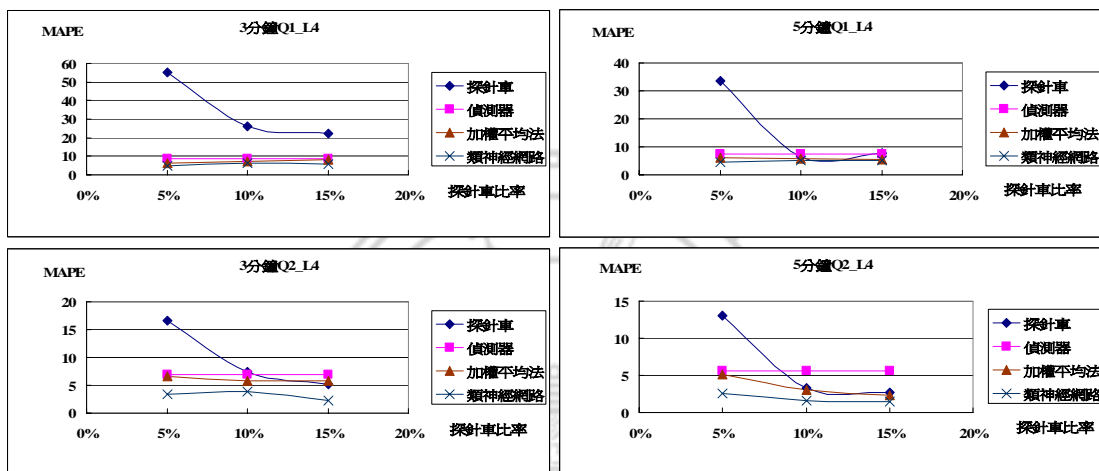 3分鐘Q1_L4
MAPE
60
50
40
30
20
10
0
0%
5%
10%
15%
20%
探針車比率
探針車
偵測器
加權平均法
類神經網路
5分鐘Q1_L4
MAPE
40
30
20
10
0
0%
5%
10%
15%
20%
探針車比率
探針車
偵測器
加權平均法
類神經網路
3分鐘Q2_L4
MAPE
20
15
10
5
0
0%
5%
10%
15%
20%
探針車比率
探針車
偵測器
加權平均法
類神經網路
5分鐘Q2_L4
MAPE
15
10
5
0
0%
5%
10%
15%
20%
探針車比率
探針車
偵測器
加權平均法
類神經網路